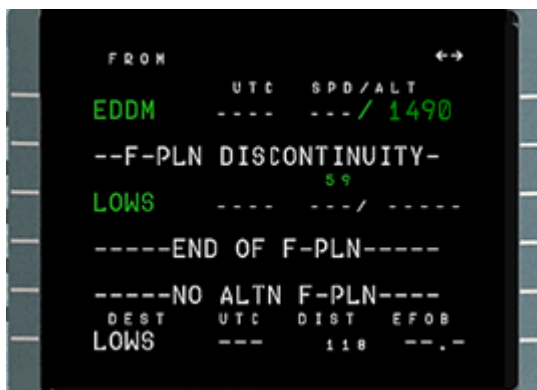 FROM ↔
UTC SPD/ALT
EDDM ---- ---/ 1490
--F-PLN DISCONTINUITY-
59
LOWS ---- ---/ -----
-----END OF F-PLN-----
-----NO ALTN F-PLN----
DEST UTC DIST EFOB
LOWS --- 118 --.-